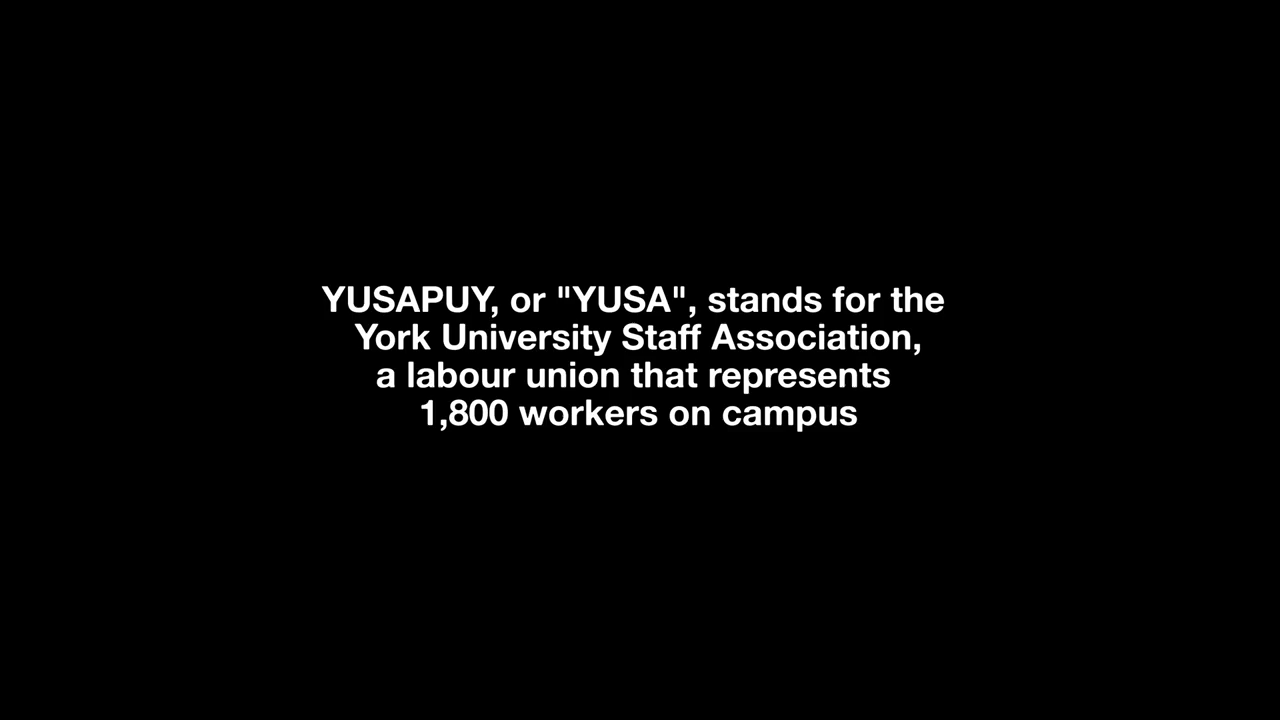 YUSAPUY, or "YUSA", stands for the
York University Staff Association,
a labour union that represents
1,800 workers on campus